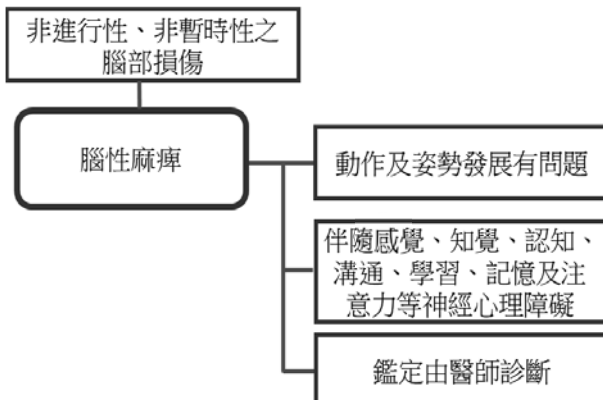 非進行性、非暫時性之
腦部損傷
腦性麻痺
動作及姿勢發展有問題
伴隨感覺、知覺、認知、
溝通、學習、記憶及注
意力等神經心理障礙
鑑定由醫師診斷